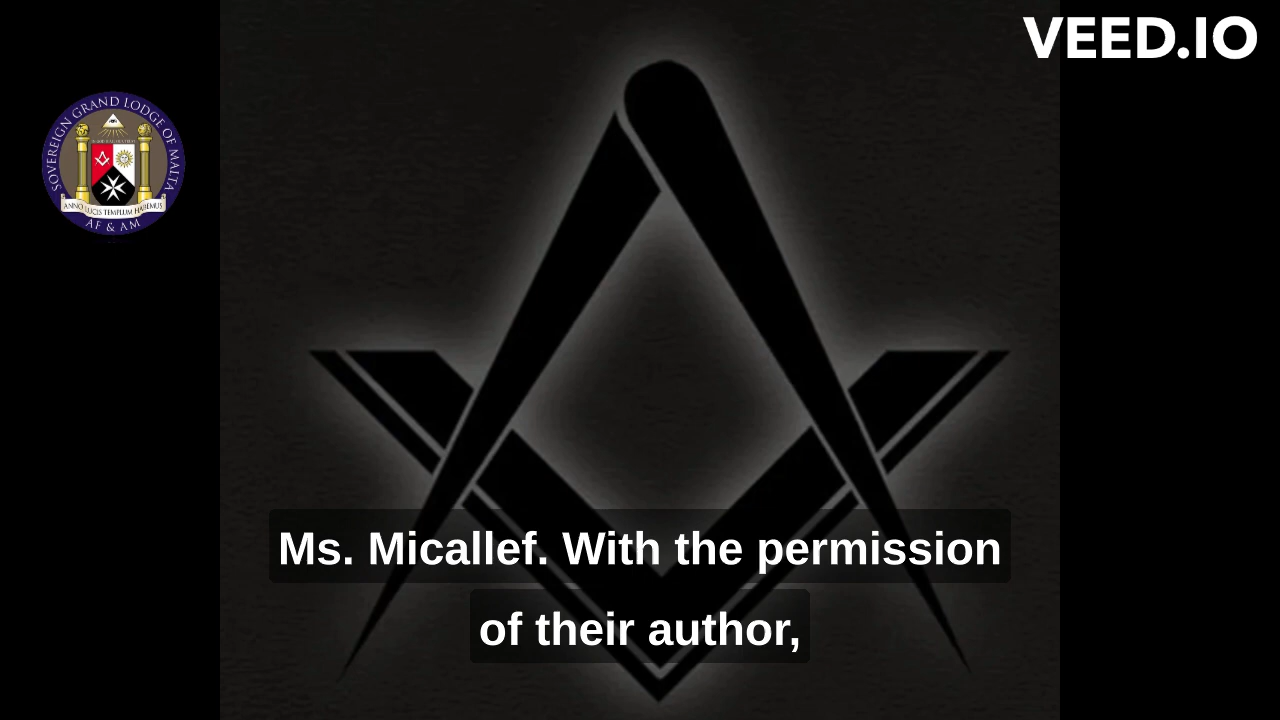 VEED.IO
SOVEREIGN GRAND LODGE OF MALTA
ANNO LUCIS TEMPLUM HABEMUS
AF & AM
Ms. Micallef. With the permission
of their author,